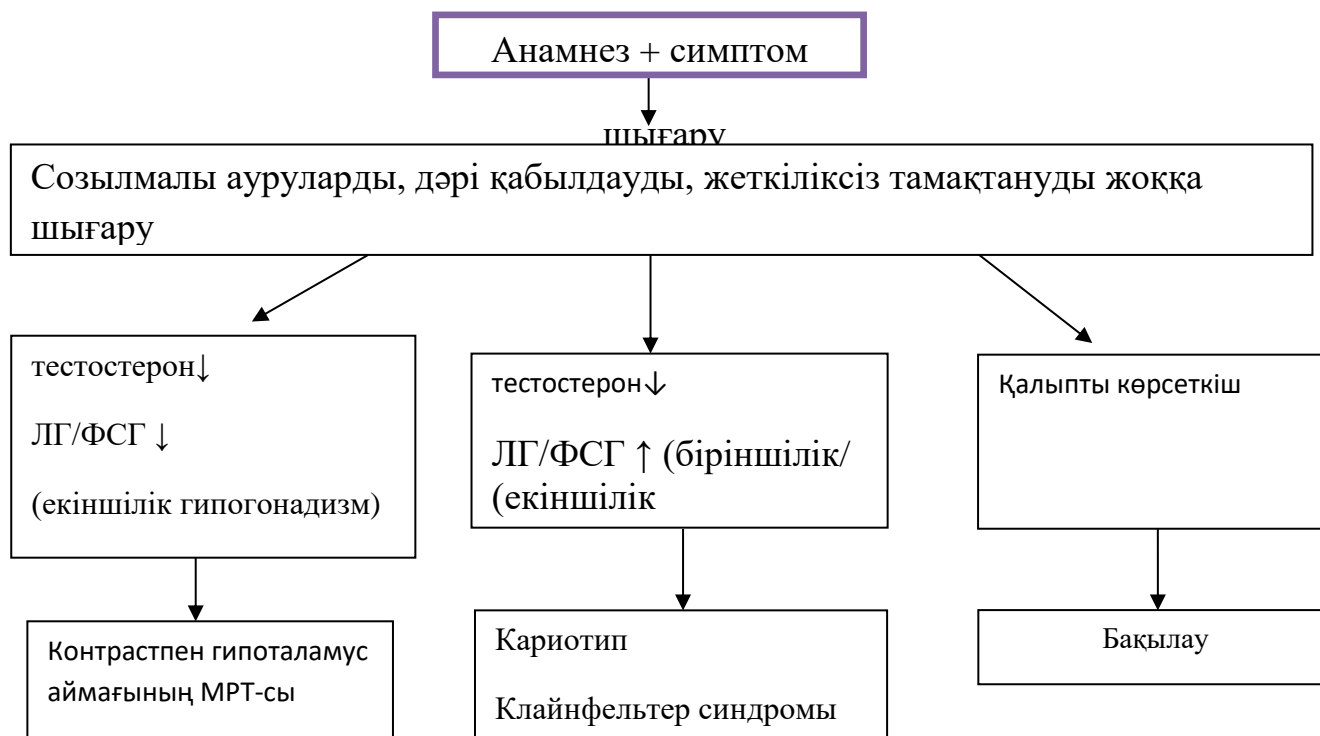 Анамнез + симптом
шығару
Созылмалы ауруларды, дәрі қабылдауды, жеткіліксіз тамақтануды жоққа
шығару
тестостерон↓
ЛГ/ФСГ ↓
(екіншілік гипогонадизм)
тестостерон↓
ЛГ/ФСГ ↑ (біріншілік/
(екіншілік
Қалыпты көрсеткіш
Контрастпен гипоталамус
аймағының МРТ-сы
Кариотип
Клайнфельтер синдромы
Бақылау